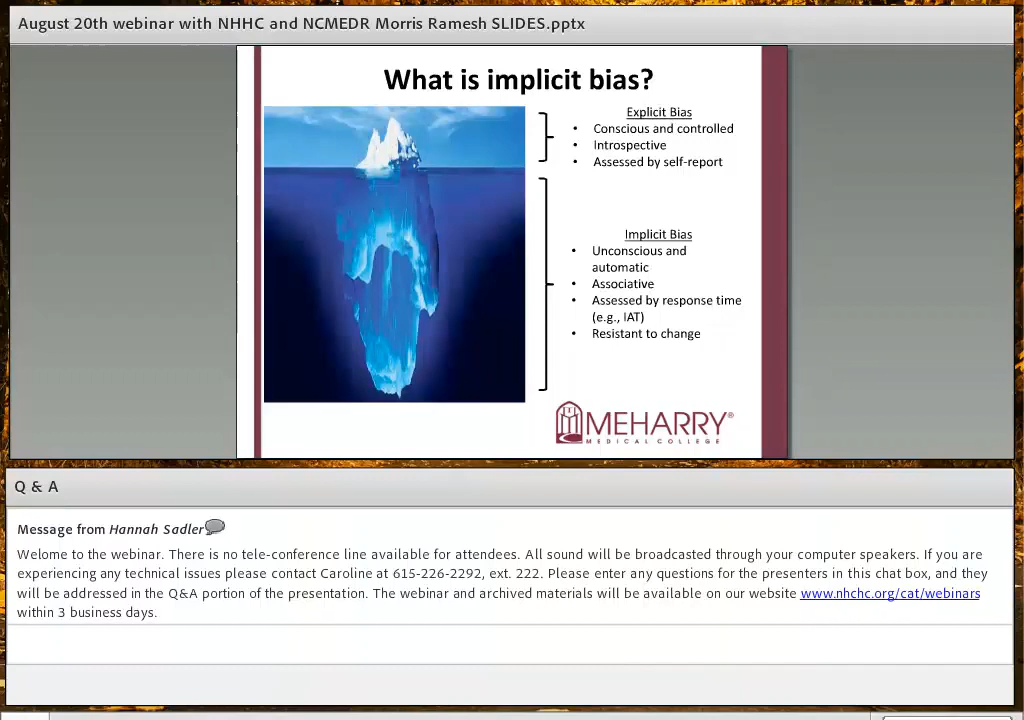 August 20th webinar with NHHC and NCMEDR Morris Ramesh SLIDES.pptx
What is implicit bias?
Explicit Bias
• Conscious and controlled
• Introspective
• Assessed by self-report
Implicit Bias
• Unconscious and
automatic
• Associative
• Assessed by response time
(e.g., IAT)
• Resistant to change
MEHARRY®
MEDICAL COLLEGE
Q & A
Message from Hannah Sadler
Welome to the webinar. There is no tele-conference line available for attendees. All sound will be broadcasted through your computer speakers. If you are
experiencing any technical issues please contact Caroline at 615-226-2292, ext. 222. Please enter any questions for the presenters in this chat box, and they
will be addressed in the Q&A portion of the presentation. The webinar and archived materials will be available on our website www.nhchc.org/cat/webinars
within 3 business days.